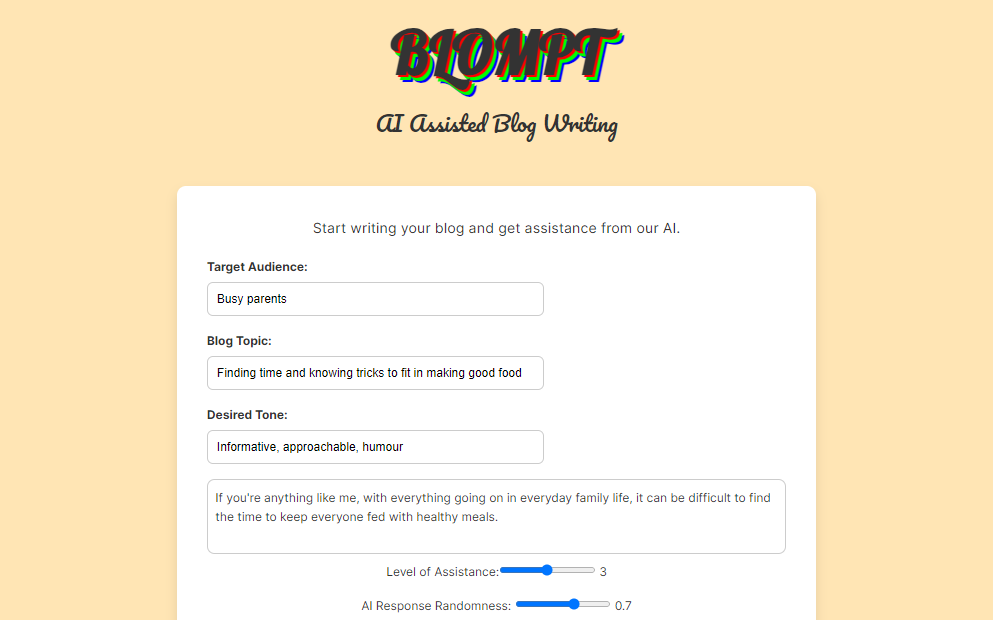 BLOMPT
AI Assisted Blog Writing
Start writing your blog and get assistance from our AI.
Target Audience:
Busy parents
Blog Topic:
Finding time and knowing tricks to fit in making good food
Desired Tone:
Informative, approachable, humour
If you're anything like me, with everything going on in everyday family life, it can be difficult to find
the time to keep everyone fed with healthy meals.
Level of Assistance: 3
AI Response Randomness: 0.7